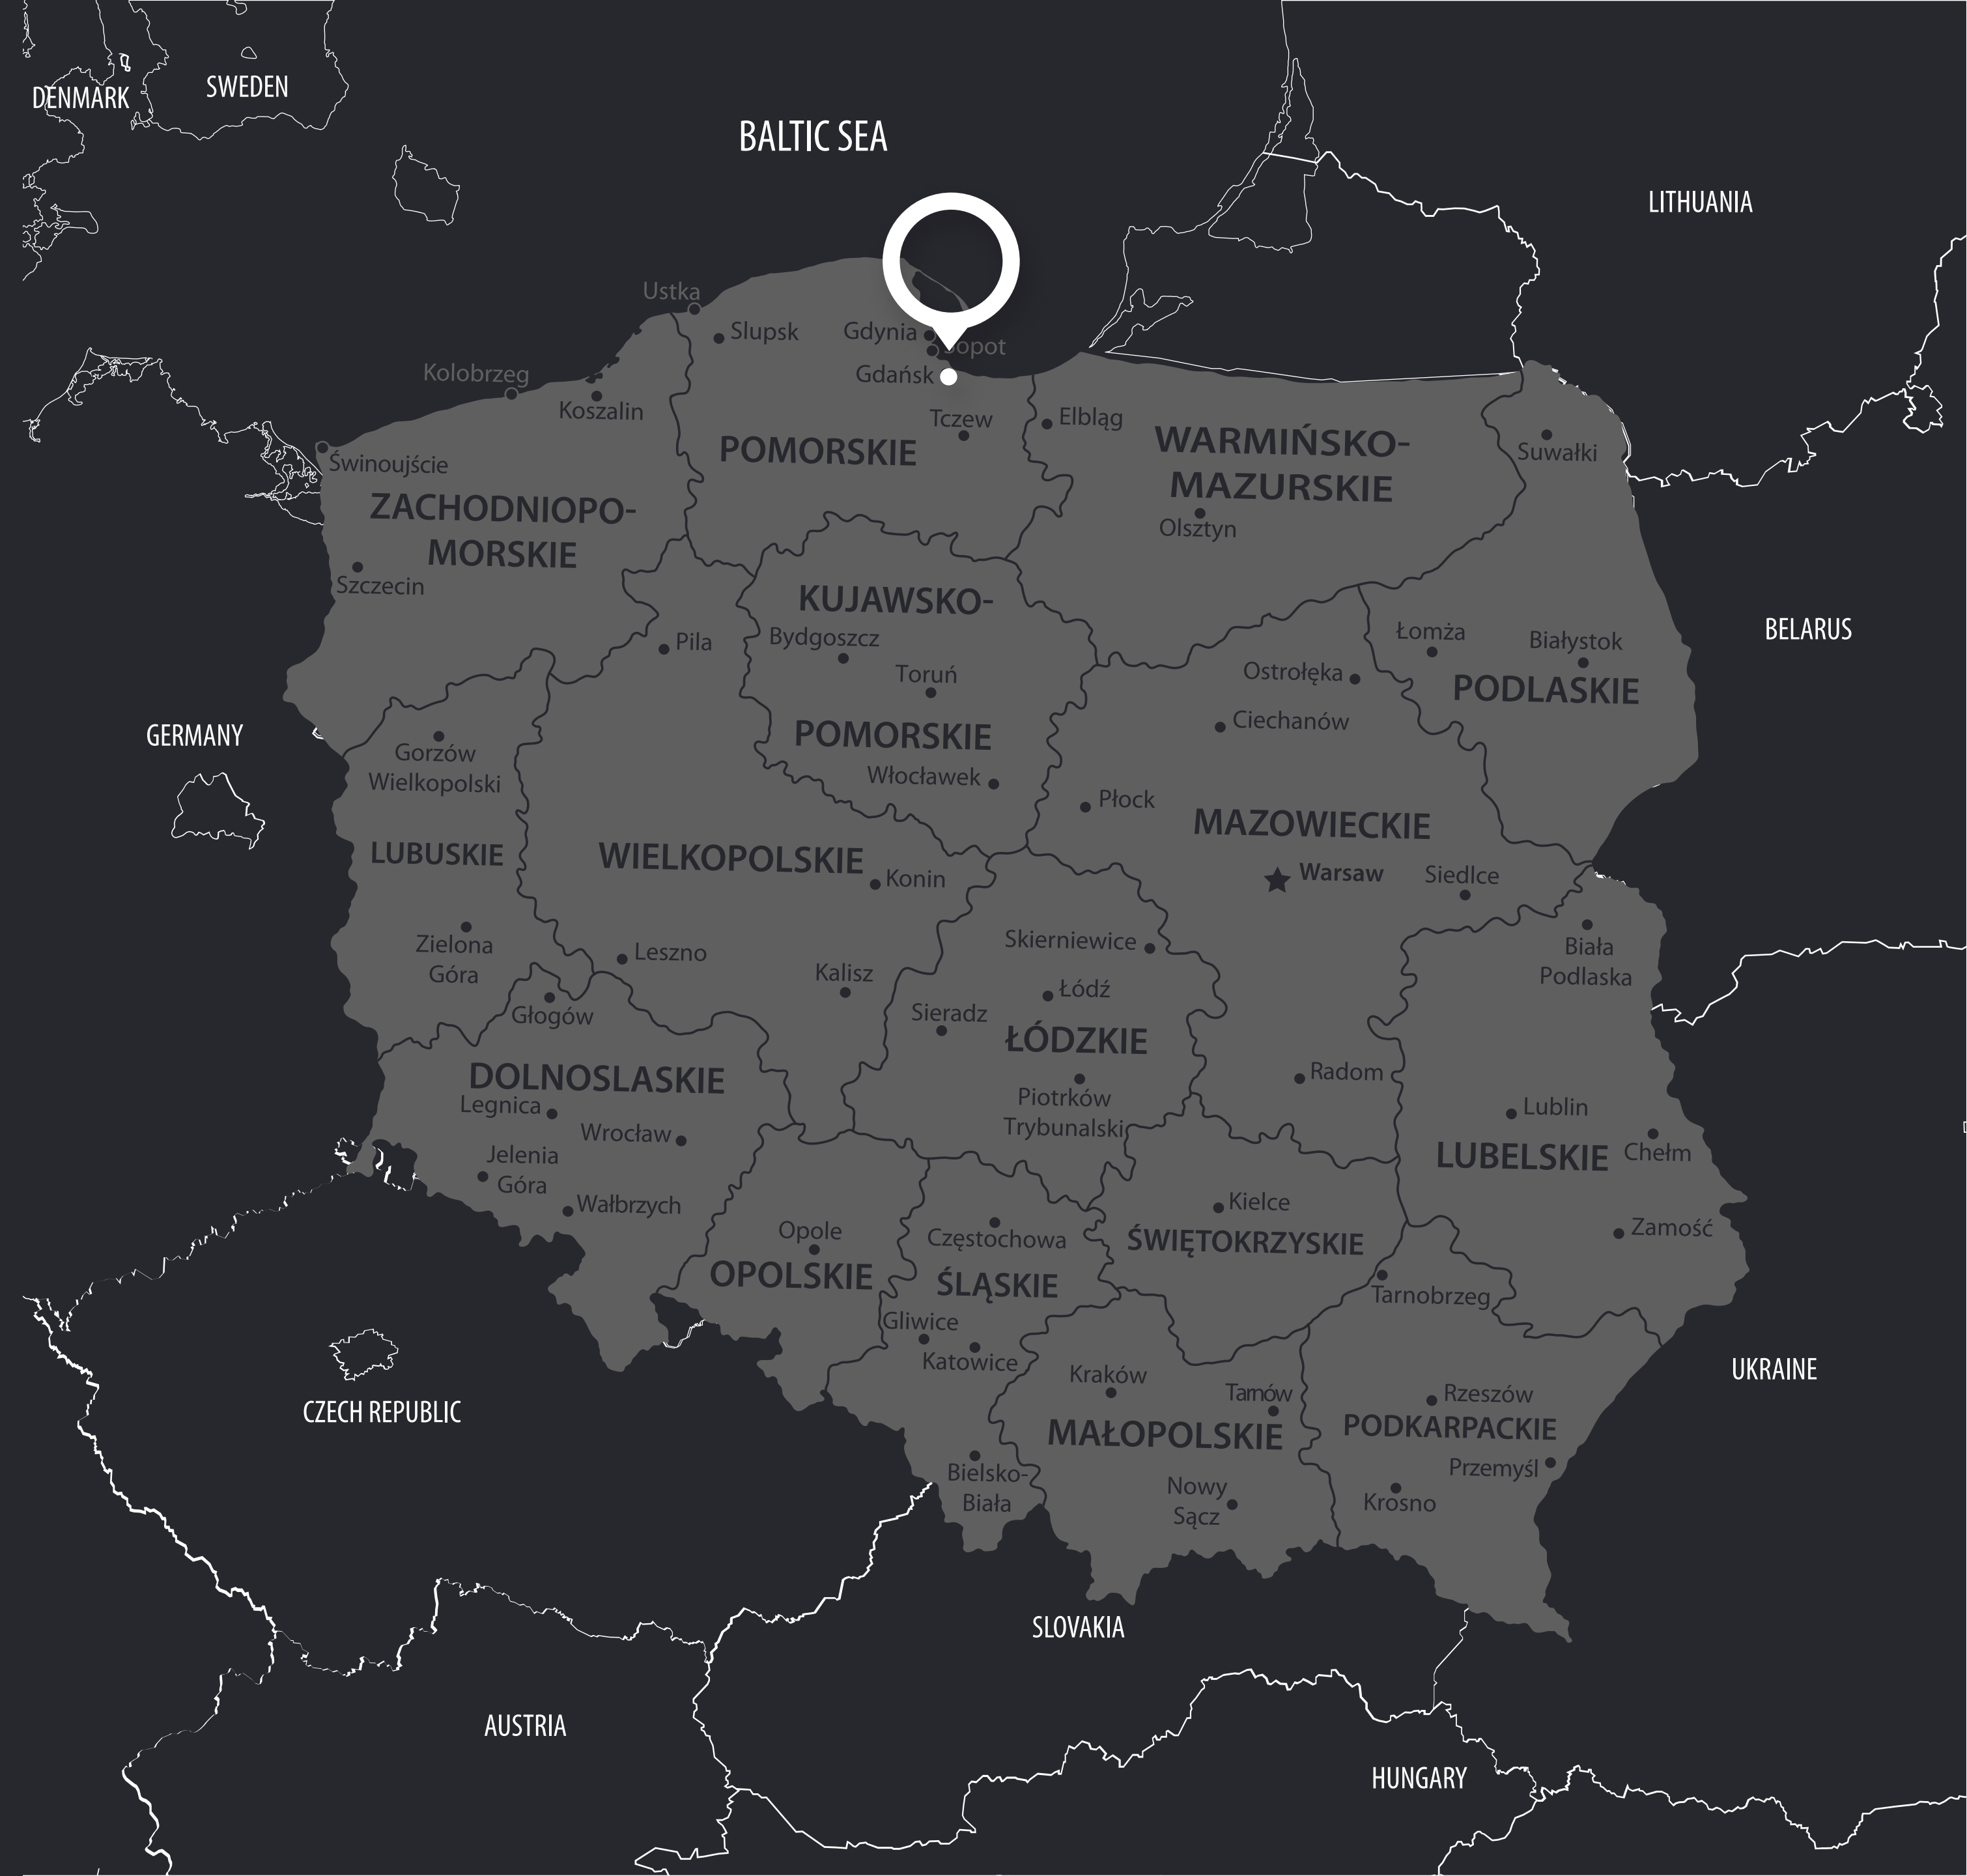 DENMARK
SWEDEN
BALTIC SEA
LITHUANIA
Ustka
Slupsk
Gdynia
Sopot
Kolobrzeg
Gdańsk
Koszalin
Tczew
Elbląg
POMORSKIE
WARMIŃSKO-
MAZURSKIE
Suwałki
Świnoujście
ZACHODNIOPO-
MORSKIE
Olsztyn
Szczecin
KUJAWSKO-
Łomża
Białystok
BELARUS
Pila
Bydgoszcz
Toruń
Ostrołęka
PODLASKIE
GERMANY
Gorzów
Wielkopolski
POMORSKIE
Ciechanów
Włocławek
Płock
MAZOWIECKIE
LUBUSKIE
WIELKOPOLSKIE
Konin
Warsaw
Siedlce
Zielona
Góra
Leszno
Kalisz
Skierniewice
Biała
Podlaska
Głogów
Sieradz
Łódź
ŁÓDZKIE
DOLNOSLASKIE
Legnica
Wrocław
Piotrków
Trybunalski
Radom
Lublin
LUBELSKIE
Chełm
Jelenia
Góra
Wałbrzych
Opole
OPOLSKIE
Częstochowa
ŚLĄSKIE
Kielce
ŚWIĘTOKRZYSKIE
Zamość
Tarnobrzeg
Gliwice
Katowice
Kraków
Tarnów
Rzeszów
UKRAINE
CZECH REPUBLIC
MAŁOPOLSKIE
PODKARPACKIE
Bielsko-
Biała
Nowy
Sącz
Przemyśl
Krosno
SLOVAKIA
AUSTRIA
HUNGARY